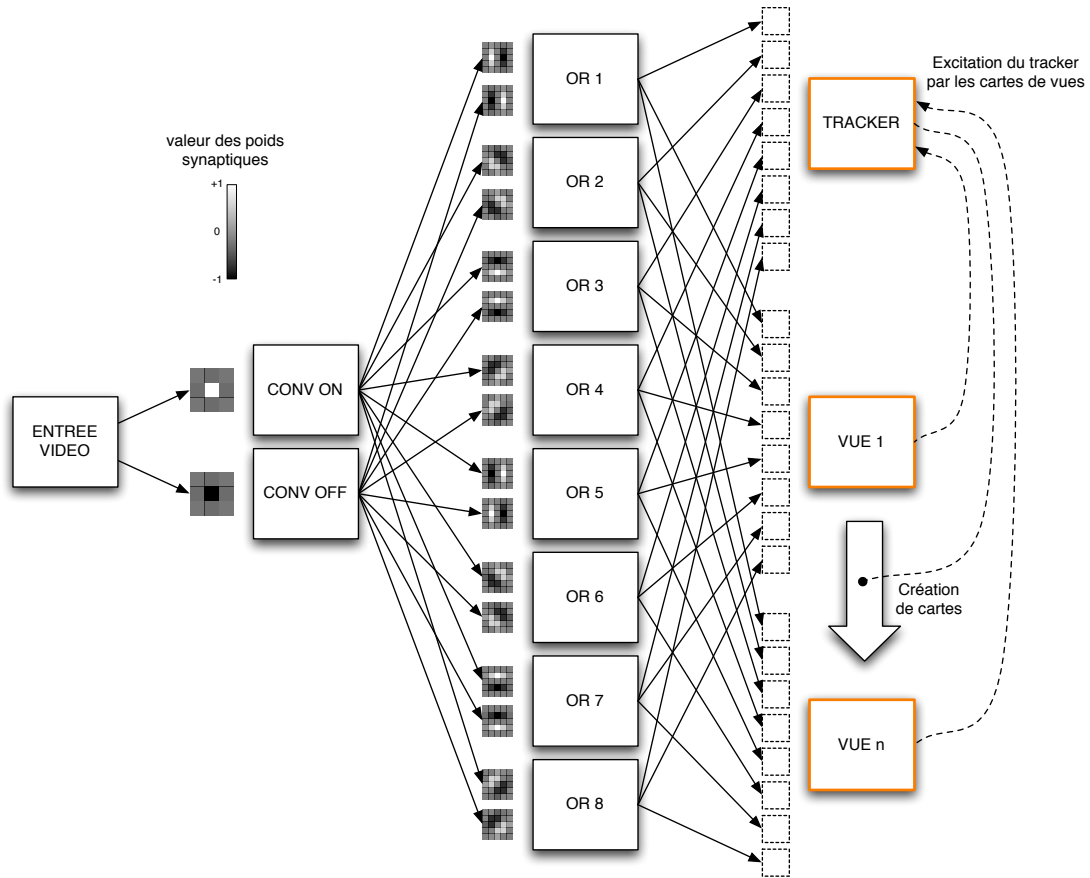 Excitation du tracker
par les cartes de vues
OR 1
TRACKER
valeur des poids
synaptiques
+1
0
-1
OR 2
OR 3
CONV ON
OR 4
ENTREE
VIDEO
VUE 1
CONV OFF
OR 5
OR 6
Création
de cartes
OR 7
VUE n
OR 8